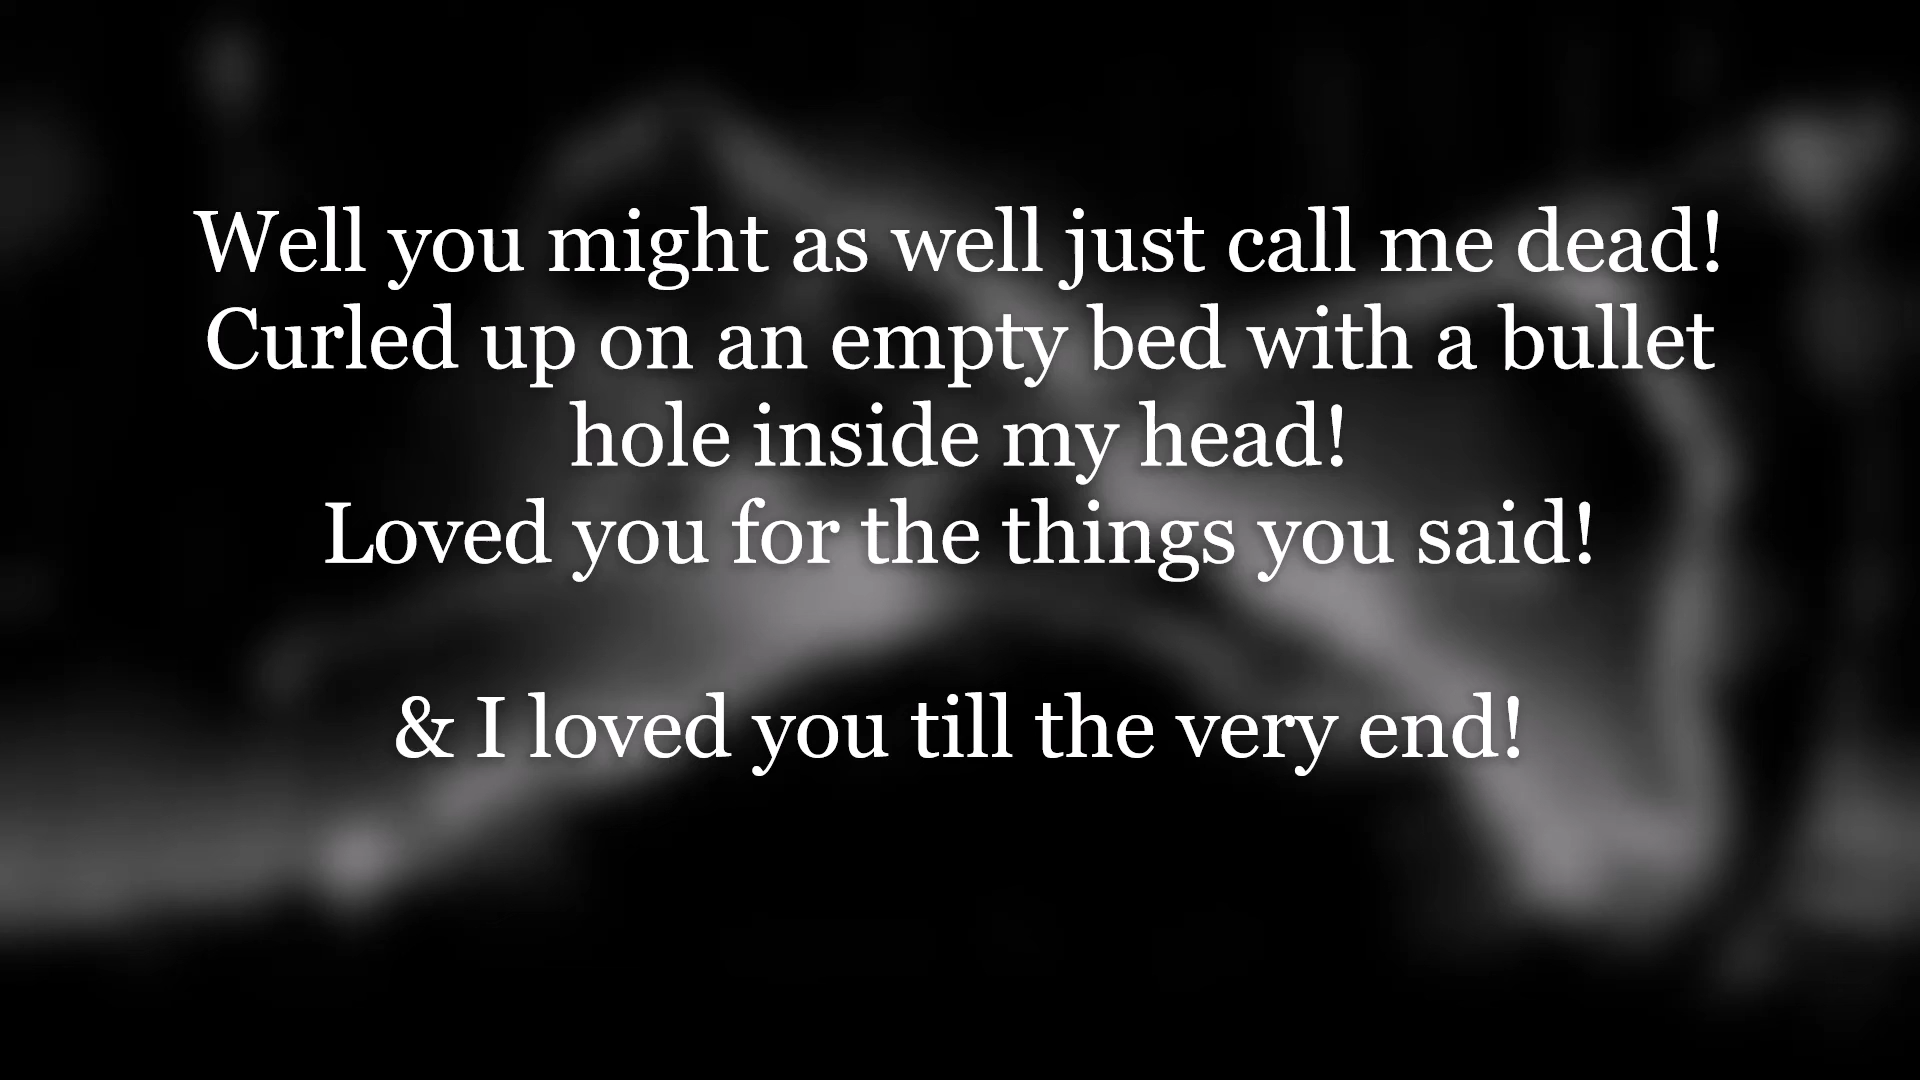 Well you might as well just call me dead!
Curled up on an empty bed with a bullet
hole inside my head!
Loved you for the things you said!
& I loved you till the very end!